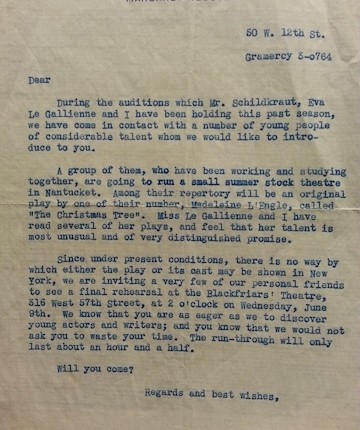 50 W. 12th St.
Gramercy 5-0764
Dear
During the auditions which Mr. Schildkraut, Eva
Le Gallienne and I have been holding this past season,
we have come in contact with a number of young people
of considerable talent whom we would like to intro-
duce to you.
A group of them, who have been working and studying
together, are going to run a small summer stock theatre
in Nantucket. Among their repertory will be an original
play by one of their number, Madeleine L'Engle, called
"The Christmas Tree". Miss Le Gallienne and I have
read several of her plays, and feel that her talent is
most unusual and of very distinguished promise.
Since under present conditions, there is no way by
which either the play or its cast may be shown in New
York, we are inviting a very few of our personal friends
to see a final rehearsal at the Blackfriars' Theatre,
316 West 57th Street, at 2 o'clock on Wednesday, June
9th. We know that you are as eager as we to discover
young actors and writers; and you know that we would not
ask you to waste your time. The run-through will only
last about an hour and a half.
Will you come?
Regards and best wishes,